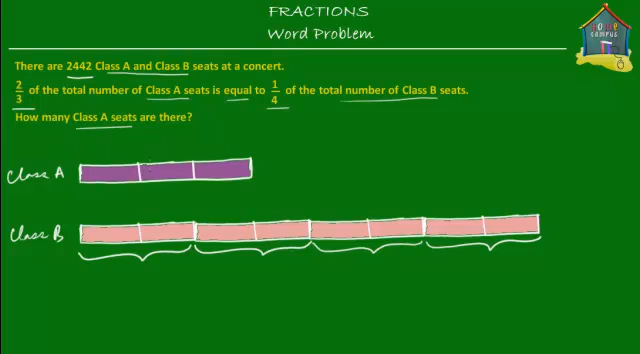 FRACTIONS
Word Problem
home campus
There are 2442 Class A and Class B seats at a concert.
2/3 of the total number of Class A seats is equal to 1/4 of the total number of Class B seats.
How many Class A seats are there?
Class A
Class B